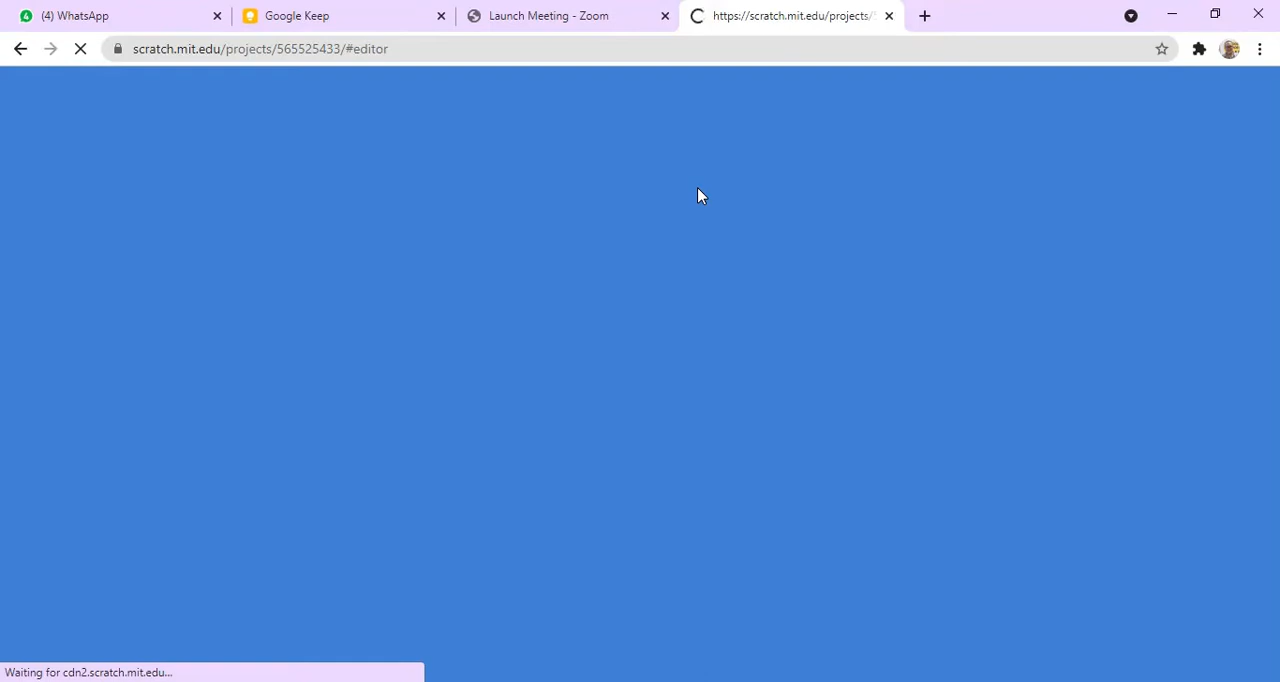 4 (4) WhatsApp
Google Keep
Launch Meeting - Zoom
https://scratch.mit.edu/projects/
scratch.mit.edu/projects/565525433/#editor
Waiting for cdn2.scratch.mit.edu...